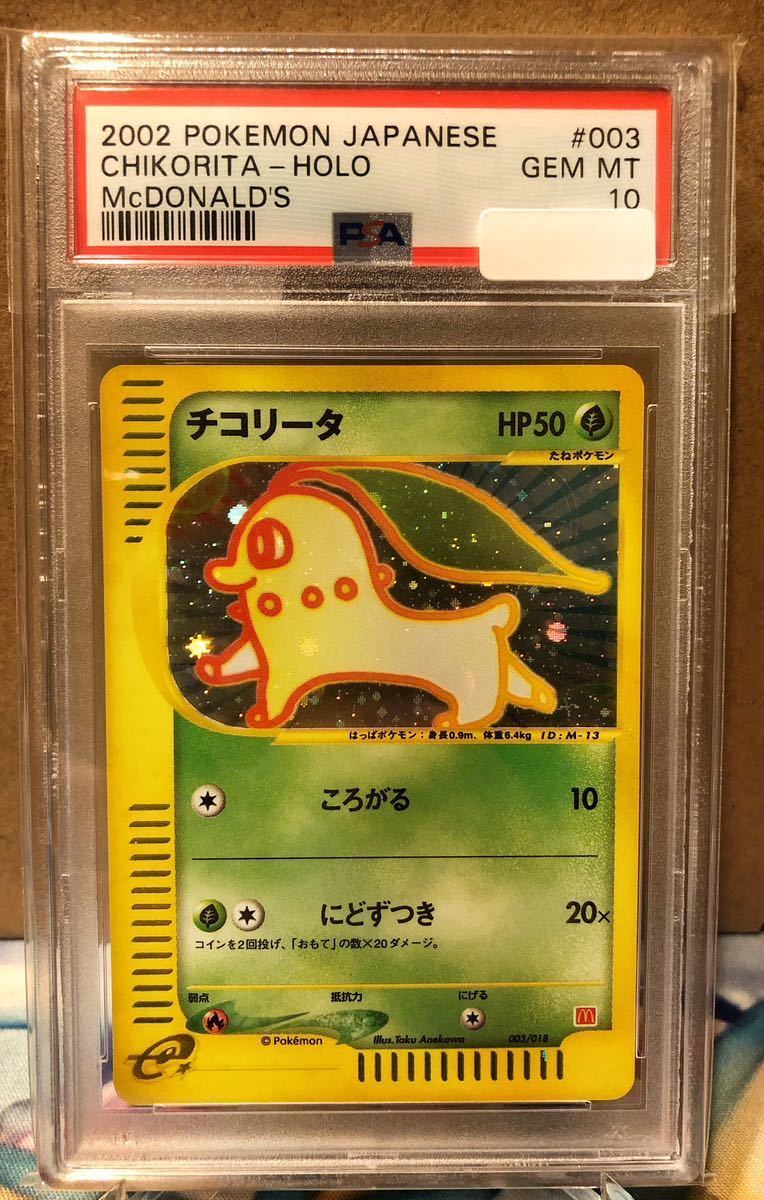 2002 POKEMON JAPANESE #003
CHIKORITA - HOLO GEM MT
McDONALD'S 10
PSA
チコリータ HP50
たねポケモン
はっぱポケモン：身長0.9m、体重6.4kg ID:M-13
ころがる 10
にどずつき 20×
コインを2回投げ、「おもて」の数×20ダメージ。
弱点 抵抗力 にげる
©Pokémon Illus.Taku Anekawa 003/018
e